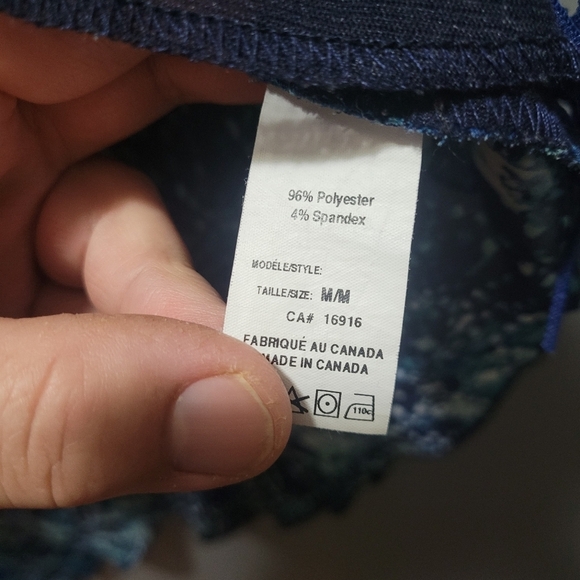 96% Polyester
4% Spandex
MODÈLE/STYLE:
TAILLE/SIZE: M/M
CA# 16916
FABRIQUÉ AU CANADA
MADE IN CANADA
110c